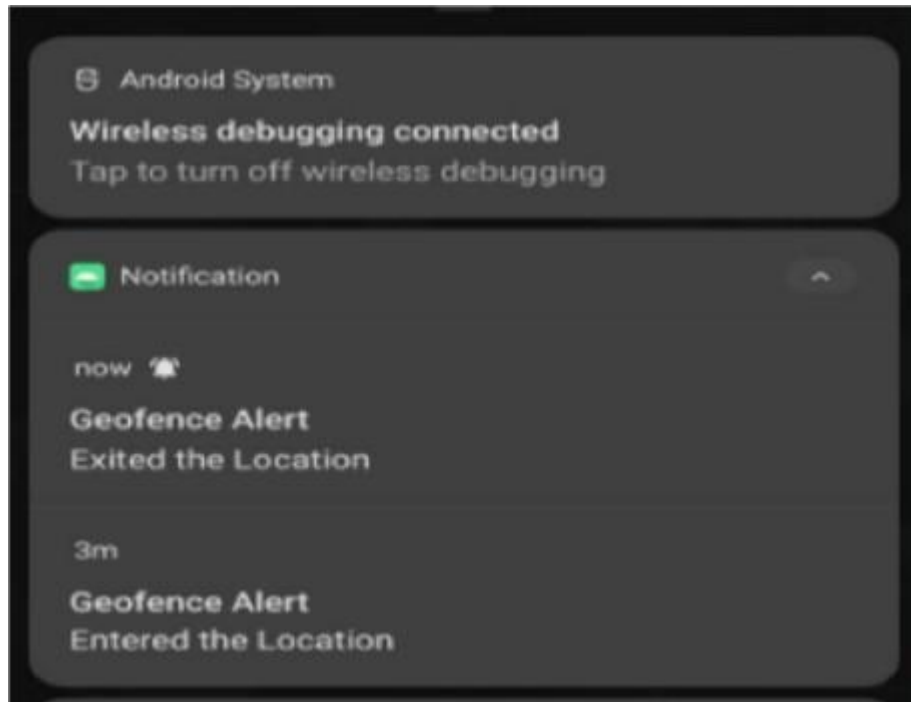 Android System
Wireless debugging connected
Tap to turn off wireless debugging
Notification
now
Geofence Alert
Exited the Location
3m
Geofence Alert
Entered the Location